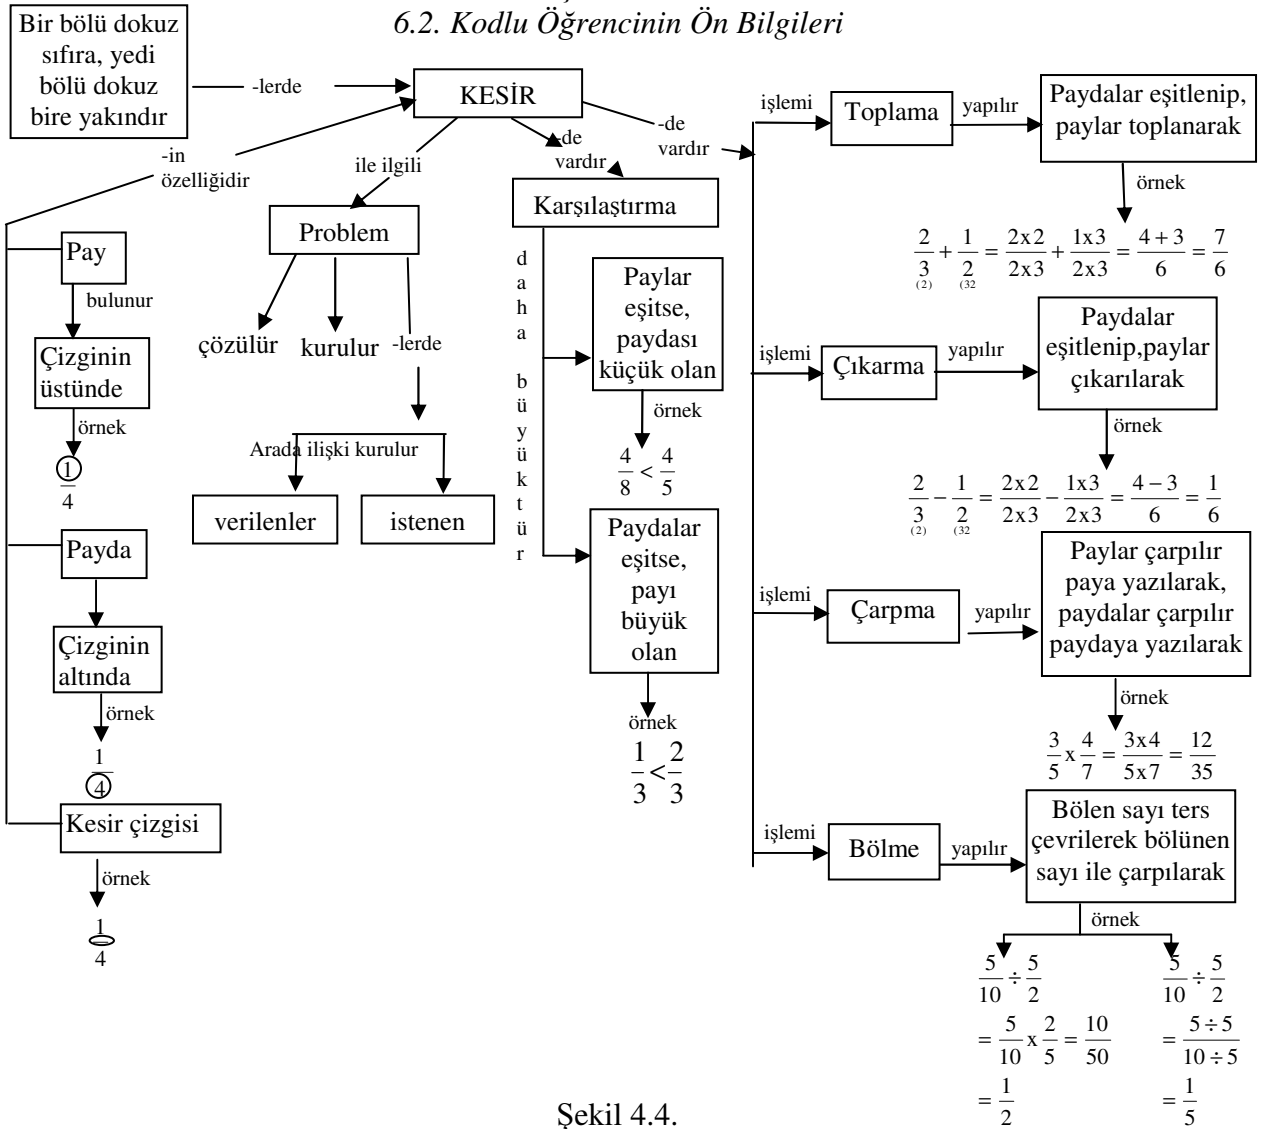 6.2. Kodlu Öğrencinin Ön Bilgileri
Bir bölü dokuz
sıfıra, yedi
bölü dokuz
bire yakındır
-lerde
KESİR
-in
özelliğidir
Pay
bulunur
Çizginin
üstünde
örnek
1
4
Payda
Çizginin
altında
örnek
1
4
Kesir çizgisi
örnek
1
4
ile ilgili
Problem
çözülür
kurulur
-lerde
Arada ilişki kurulur
verilenler
istenen
-de
vardır
Karşılaştırma
daha büyüktür
Paylar
eşitse,
paydası
küçük olan
örnek
4/8 < 4/5
Paydalar
eşitse,
payı
büyük
olan
örnek
1/3 < 2/3
-de
vardır
işlemi
Toplama
yapılır
Paydalar eşitlenip,
paylar toplanarak
örnek
2/3 + 1/2 = 2x2/2x3 + 1x3/2x3 = 4+3/6 = 7/6
(2) (32
işlemi
Çıkarma
yapılır
Paydalar
eşitlenip,paylar
çıkarılarak
örnek
2/3 − 1/2 = 2x2/2x3 − 1x3/2x3 = 4−3/6 = 1/6
(2) (32
işlemi
Çarpma
yapılır
Paylar çarpılır
paya yazılarak,
paydalar çarpılır
paydaya yazılarak
örnek
3/5 x 4/7 = 3x4/5x7 = 12/35
işlemi
Bölme
yapılır
Bölen sayı ters
çevrilerek bölünen
sayı ile çarpılarak
örnek
5/10 ÷ 5/2
= 5/10 x 2/5 = 10/50
= 1/2
5/10 ÷ 5/2
= 5÷5/10÷5
= 1/5
Şekil 4.4.